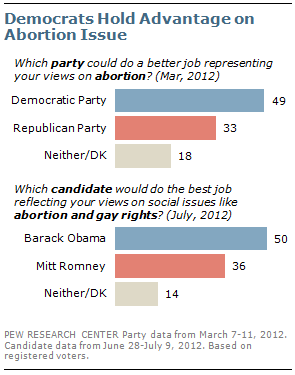 Democrats Hold Advantage on
Abortion Issue
Which party could do a better job representing
your views on abortion? (Mar, 2012)
Democratic Party 49
Republican Party 33
Neither/DK 18
Which candidate would do the best job
reflecting your views on social issues like
abortion and gay rights? (July, 2012)
Barack Obama 50
Mitt Romney 36
Neither/DK 14
PEW RESEARCH CENTER Party data from March 7-11, 2012.
Candidate data from June 28-July 9, 2012. Based on
registered voters.